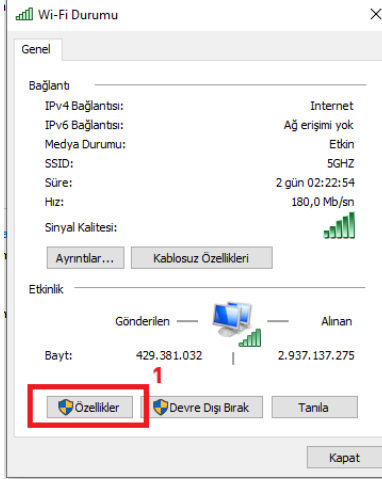 Wi-Fi Durumu
Genel
Bağlantı
IPv4 Bağlantısı: Internet
IPv6 Bağlantısı: Ağ erişimi yok
Medya Durumu: Etkin
SSID: 5GHZ
Süre: 2 gün 02:22:54
Hız: 180,0 Mb/sn
Sinyal Kalitesi:
Ayrıntılar... Kablosuz Özellikleri
Etkinlik
Gönderilen Alınan
Bayt: 429.381.032 2.937.137.275
1
Özellikler Devre Dışı Bırak Tanıla
Kapat